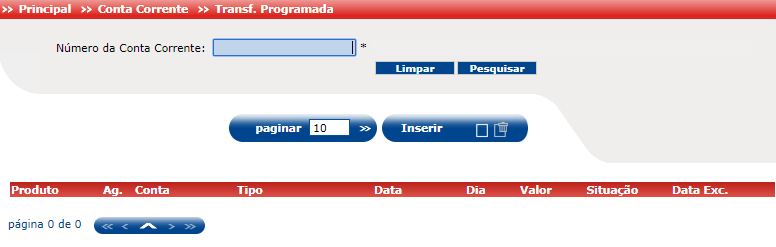 >> Principal >> Conta Corrente >> Transf. Programada
Número da Conta Corrente: *
Limpar Pesquisar
paginar 10 >> Inserir
Produto Ag. Conta Tipo Data Dia Valor Situação Data Exc.
página 0 de 0 << < > >>